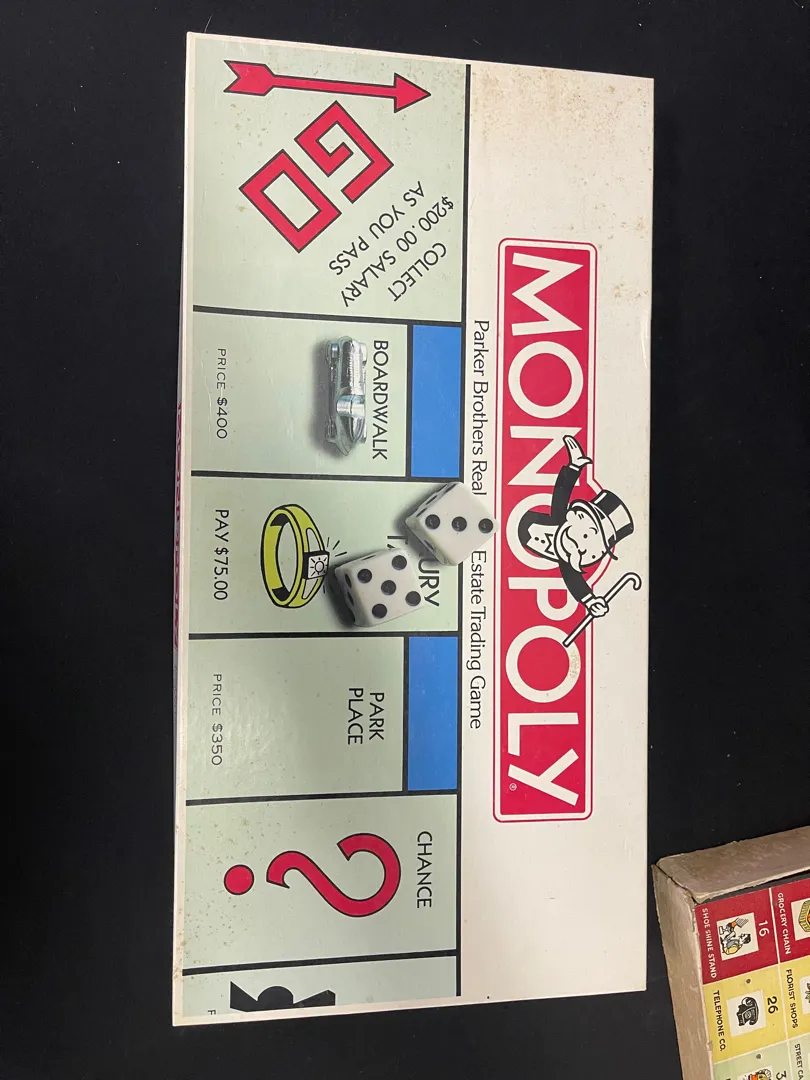 MONOPOLY
®
Parker Brothers Real Estate Trading Game
COLLECT
$200.00 SALARY
AS YOU PASS
GO
BOARDWALK
PRICE $400
PAY $75.00
PARK
PLACE
PRICE $350
CHANCE
?
GROCERY CHAIN
16
SHOE SHINE STAND
FLORIST SHOPS
26
TELEPHONE CO.